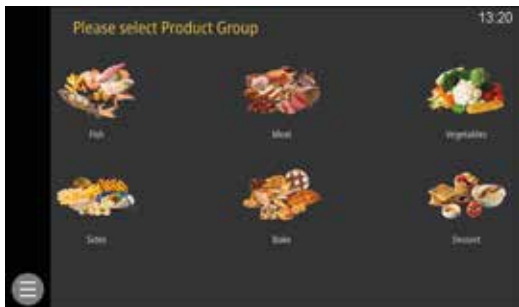 13:20
Please select Product Group
Fish
Meat
Vegetables
Sides
Bake
Dessert